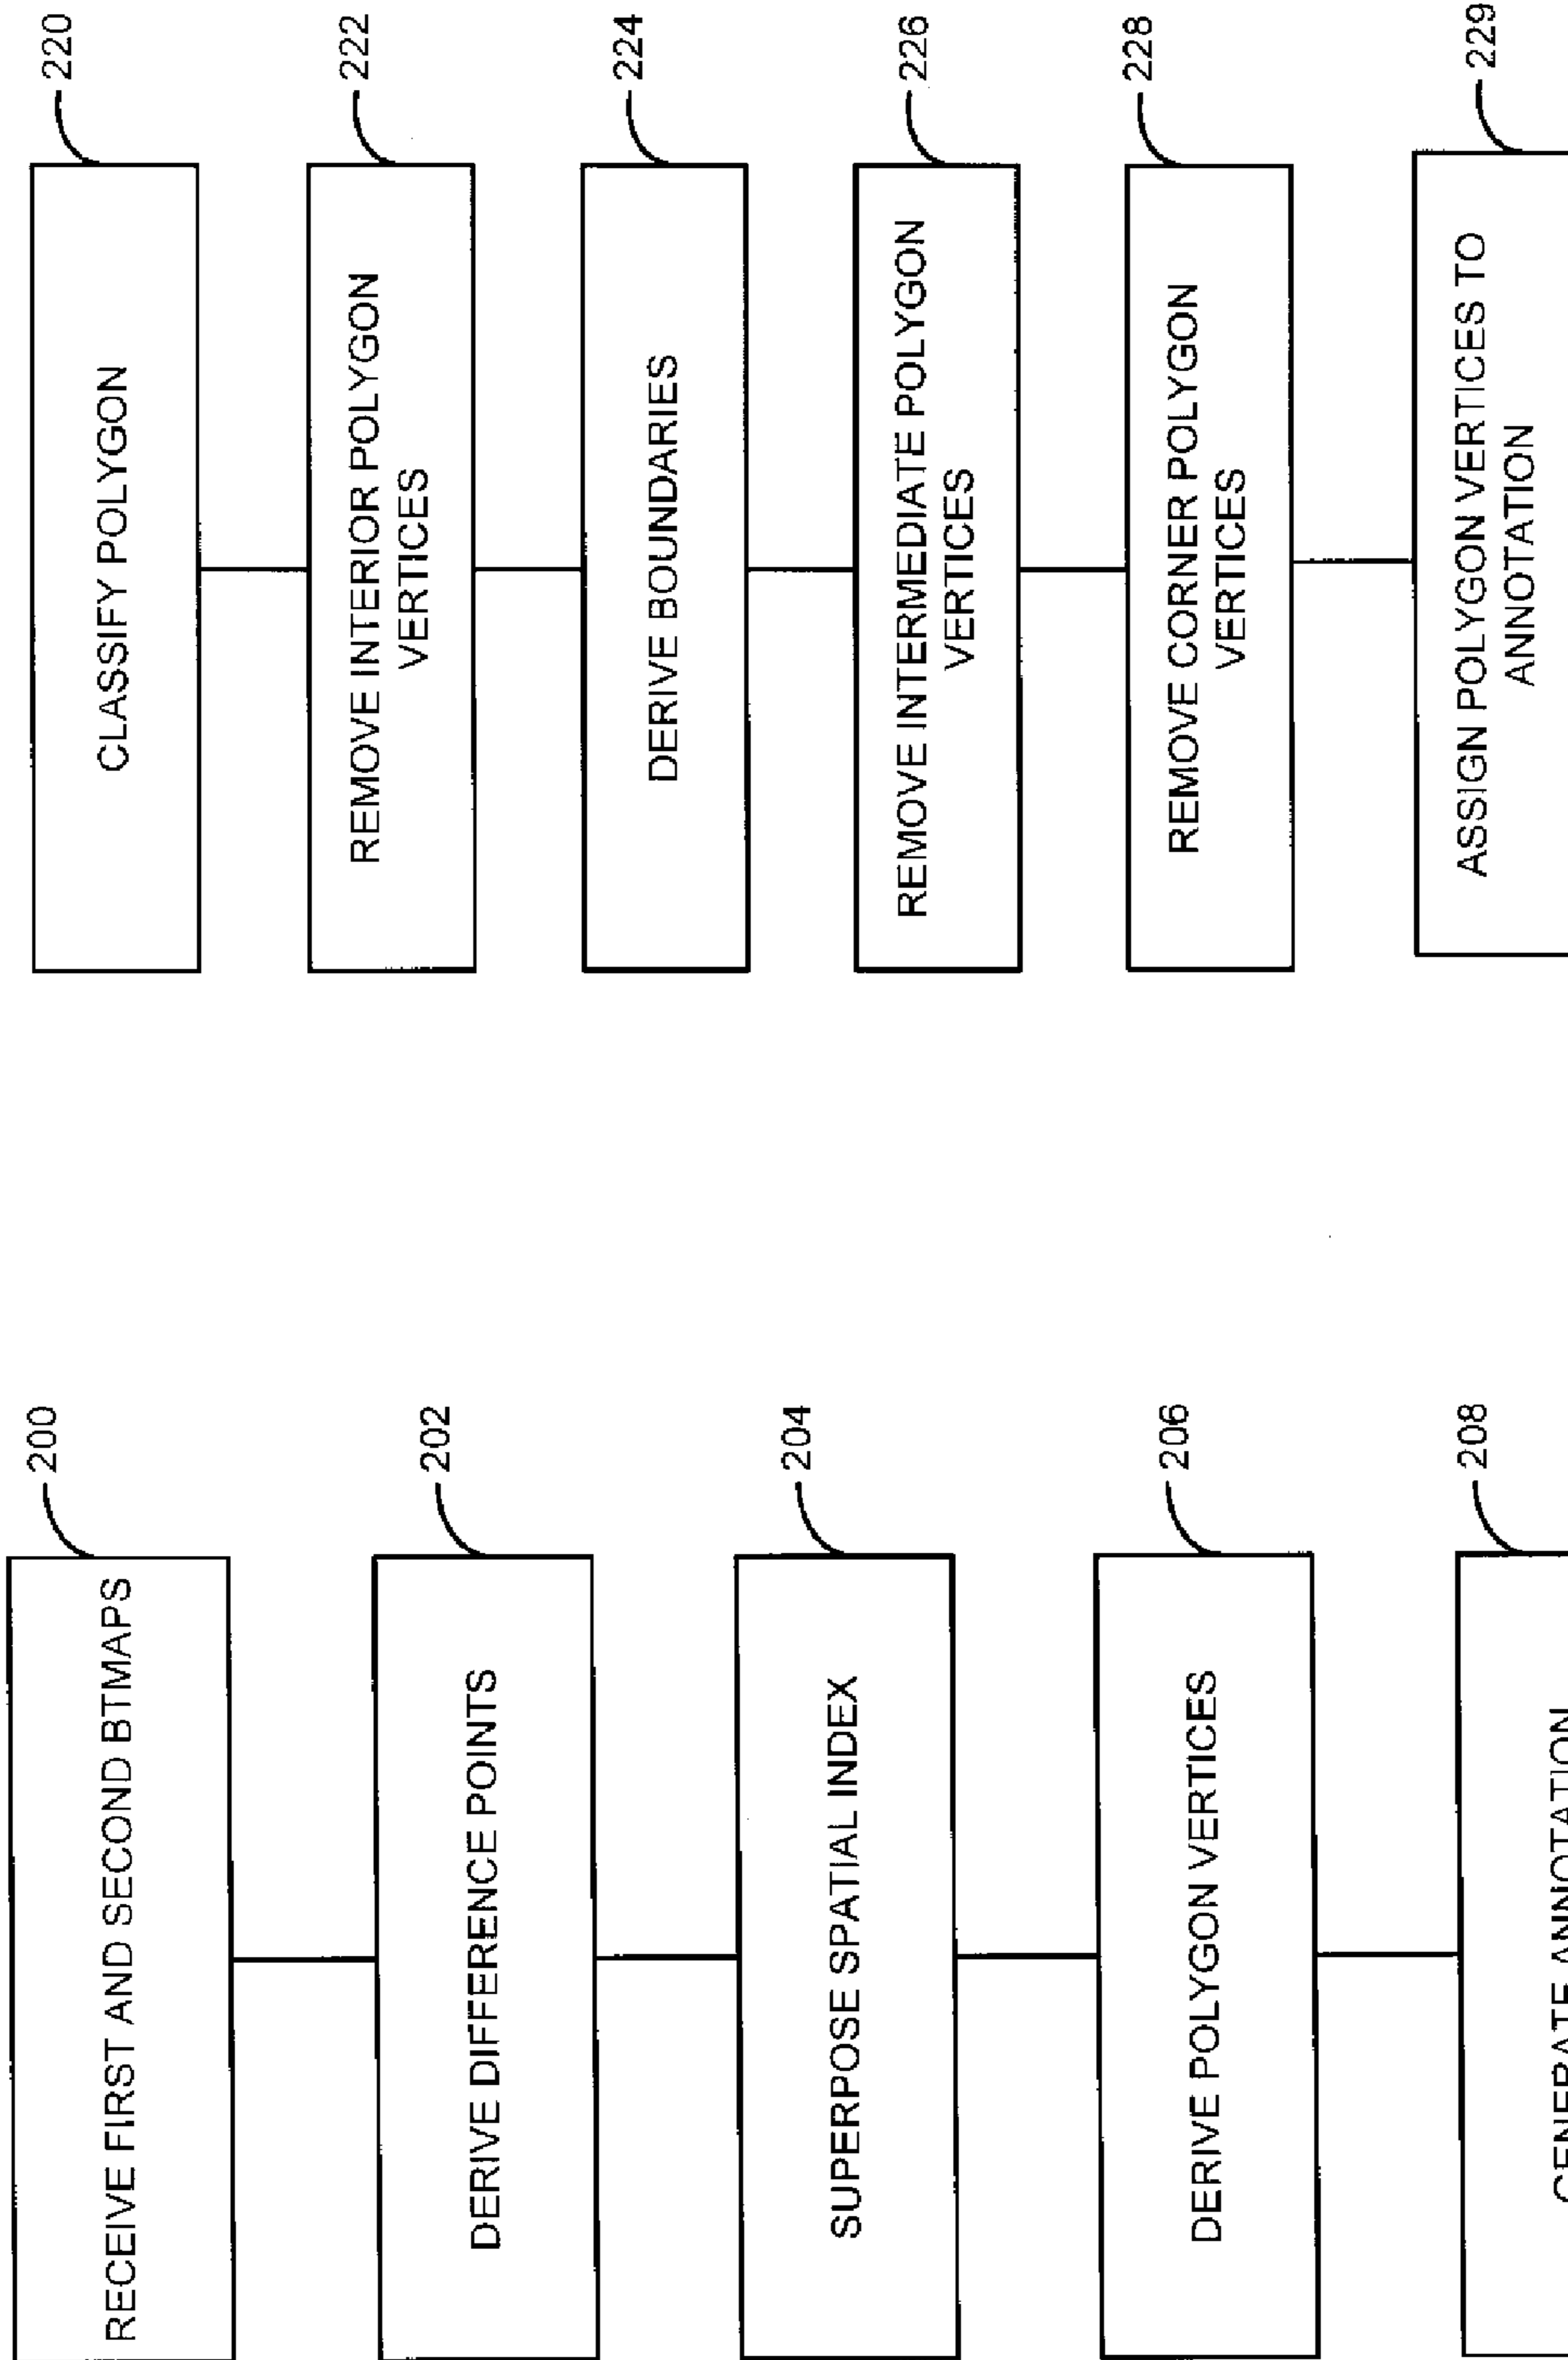 RECEIVE FIRST AND SECOND BTMAPS
200
DERIVE DIFFERENCE POINTS
202
SUPERPOSE SPATIAL INDEX
204
DERIVE POLYGON VERTICES
206
GENERATE ANNOTATION
208
CLASSIFY POLYGON
220
REMOVE INTERIOR POLYGON
VERTICES
222
DERIVE BOUNDARIES
224
REMOVE INTERMEDIATE POLYGON
VERTICES
226
REMOVE CORNER POLYGON
VERTICES
228
ASSIGN POLYGON VERTICES TO
ANNOTATION
229